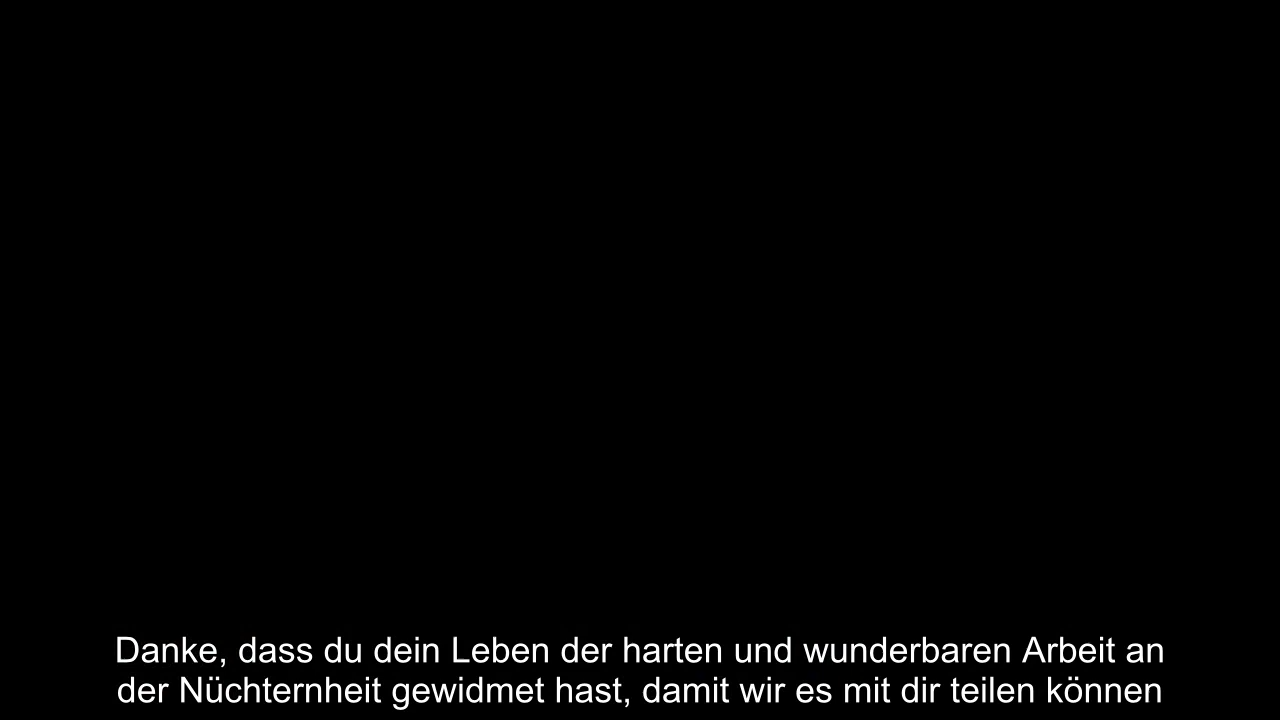 Danke, dass du dein Leben der harten und wunderbaren Arbeit an
der Nüchternheit gewidmet hast, damit wir es mit dir teilen können